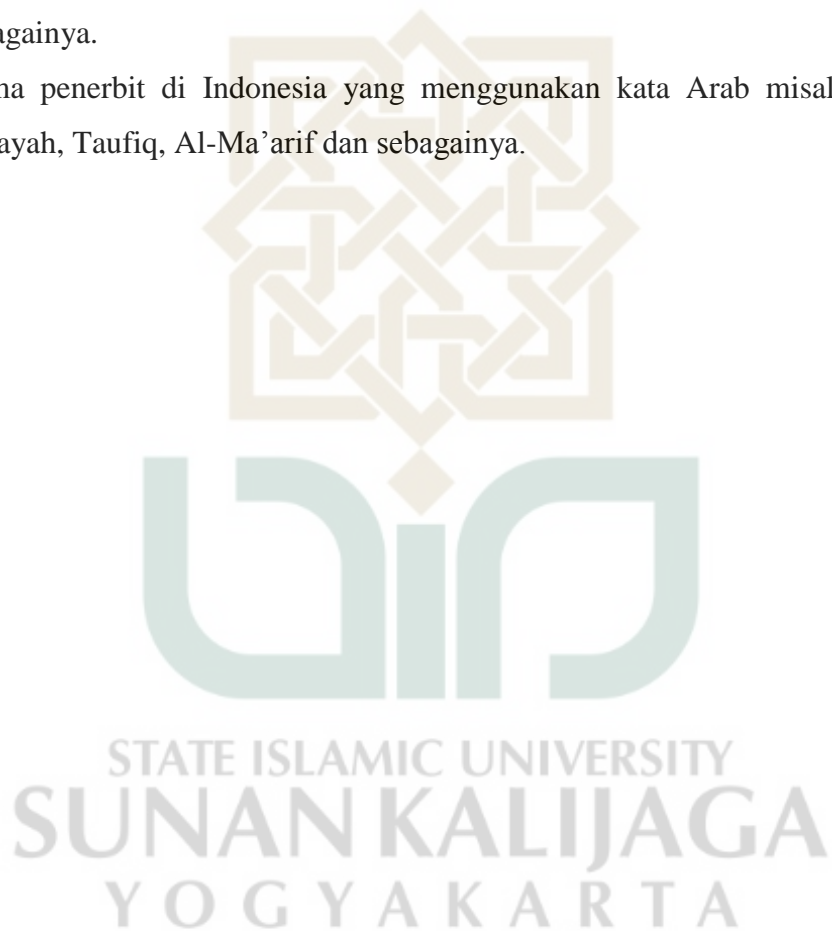 againya.
na penerbit di Indonesia yang menggunakan kata Arab misal
ayah, Taufiq, Al-Ma’arif dan sebagainya.
STATE ISLAMIC UNIVERSITY
SUNAN KALIJAGA
YOGYAKARTA